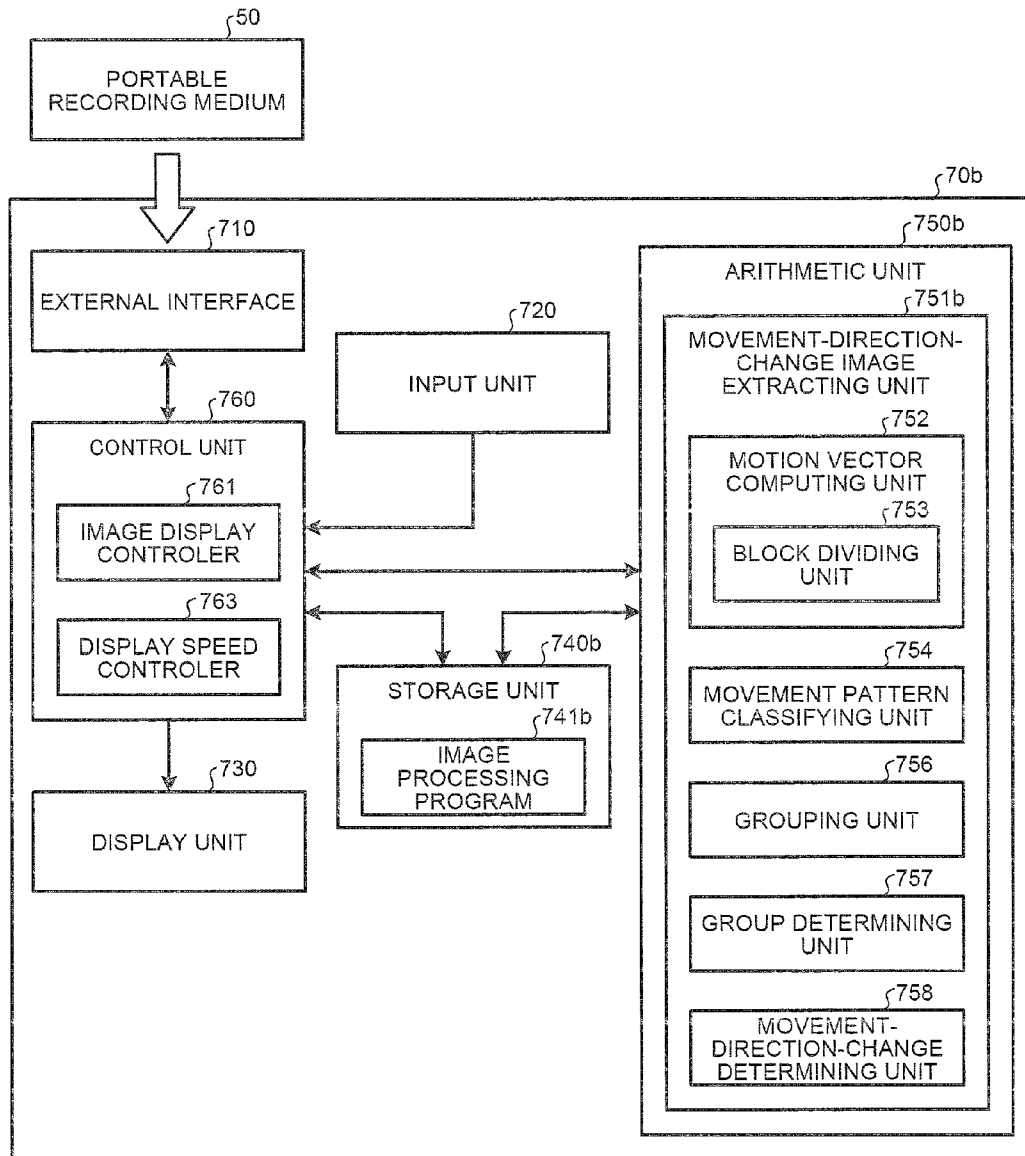 50
PORTABLE
RECORDING MEDIUM
70b
710
EXTERNAL INTERFACE
720
INPUT UNIT
760
CONTROL UNIT
761
IMAGE DISPLAY
CONTROLER
763
DISPLAY SPEED
CONTROLER
730
DISPLAY UNIT
740b
STORAGE UNIT
741b
IMAGE
PROCESSING
PROGRAM
750b
ARITHMETIC UNIT
751b
MOVEMENT-DIRECTION-
CHANGE IMAGE
EXTRACTING UNIT
752
MOTION VECTOR
COMPUTING UNIT
753
BLOCK DIVIDING
UNIT
754
MOVEMENT PATTERN
CLASSIFYING UNIT
756
GROUPING UNIT
757
GROUP DETERMINING
UNIT
758
MOVEMENT-
DIRECTION-CHANGE
DETERMINING UNIT